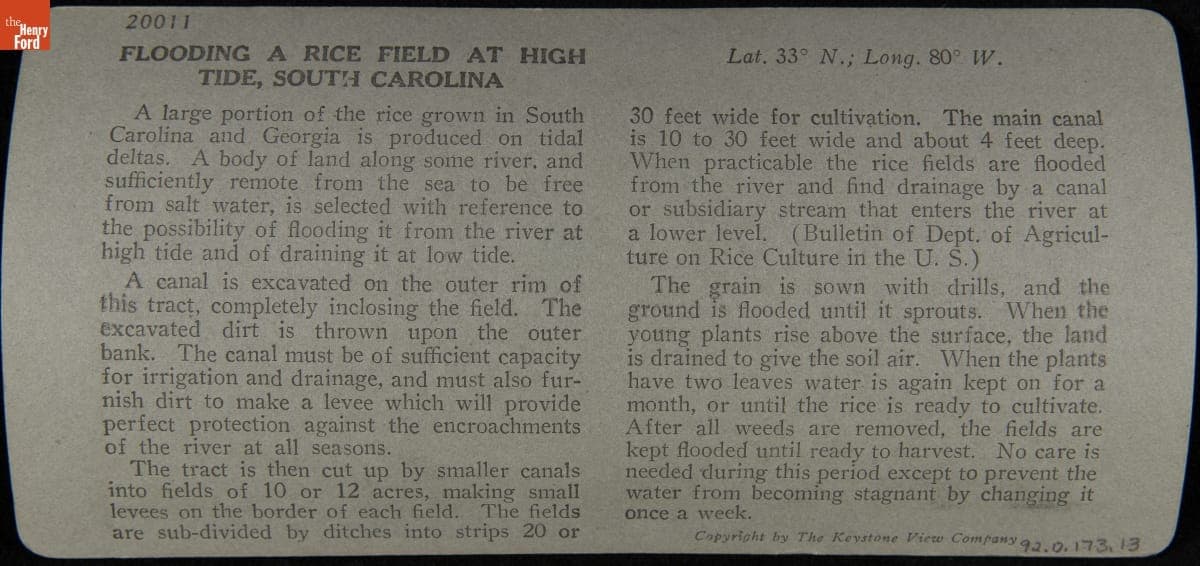 the
Henry
Ford
20011
FLOODING A RICE FIELD AT HIGH
TIDE, SOUTH CAROLINA
A large portion of the rice grown in South
Carolina and Georgia is produced on tidal
deltas. A body of land along some river, and
sufficiently remote from the sea to be free
from salt water, is selected with reference to
the possibility of flooding it from the river at
high tide and of draining it at low tide.
A canal is excavated on the outer rim of
this tract, completely inclosing the field. The
excavated dirt is thrown upon the outer
bank. The canal must be of sufficient capacity
for irrigation and drainage, and must also fur-
nish dirt to make a levee which will provide
perfect protection against the encroachments
of the river at all seasons.
The tract is then cut up by smaller canals
into fields of 10 or 12 acres, making small
levees on the border of each field. The fields
are sub-divided by ditches into strips 20 or
Lat. 33° N.; Long. 80° W.
30 feet wide for cultivation. The main canal
is 10 to 30 feet wide and about 4 feet deep.
When practicable the rice fields are flooded
from the river and find drainage by a canal
or subsidiary stream that enters the river at
a lower level. (Bulletin of Dept. of Agricul-
ture on Rice Culture in the U. S.)
The grain is sown with drills, and the
ground is flooded until it sprouts. When the
young plants rise above the surface, the land
is drained to give the soil air. When the plants
have two leaves water is again kept on for a
month, or until the rice is ready to cultivate.
After all weeds are removed, the fields are
kept flooded until ready to harvest. No care is
needed during this period except to prevent the
water from becoming stagnant by changing it
once a week.
Copyright by The Keystone View Company
92.0.173.13